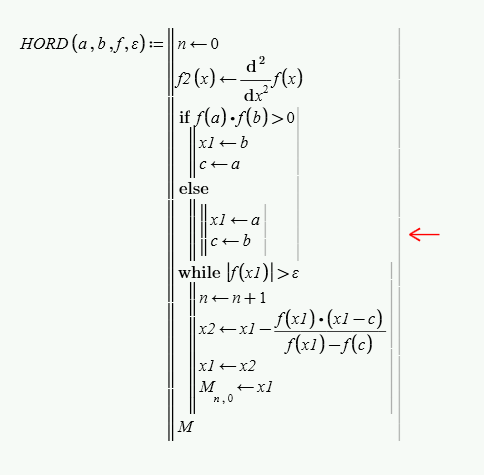 HORD(a,b,f,ε):=
n←0
f2(x)← d²/dx² f(x)
if f(a)·f(b)>0
x1←b
c←a
else
x1←a
c←b
while |f(x1)|>ε
n←n+1
x2←x1− f(x1)·(x1−c) / f(x1)−f(c)
x1←x2
M n,0 ←x1
M